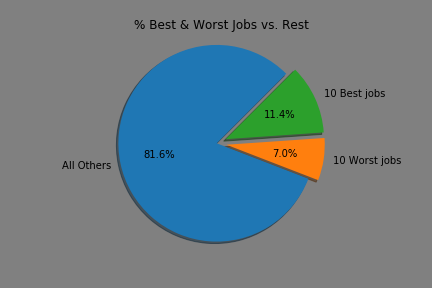 % Best & Worst Jobs vs. Rest
10 Best jobs
11.4%
81.6%
7.0%
10 Worst jobs
All Others